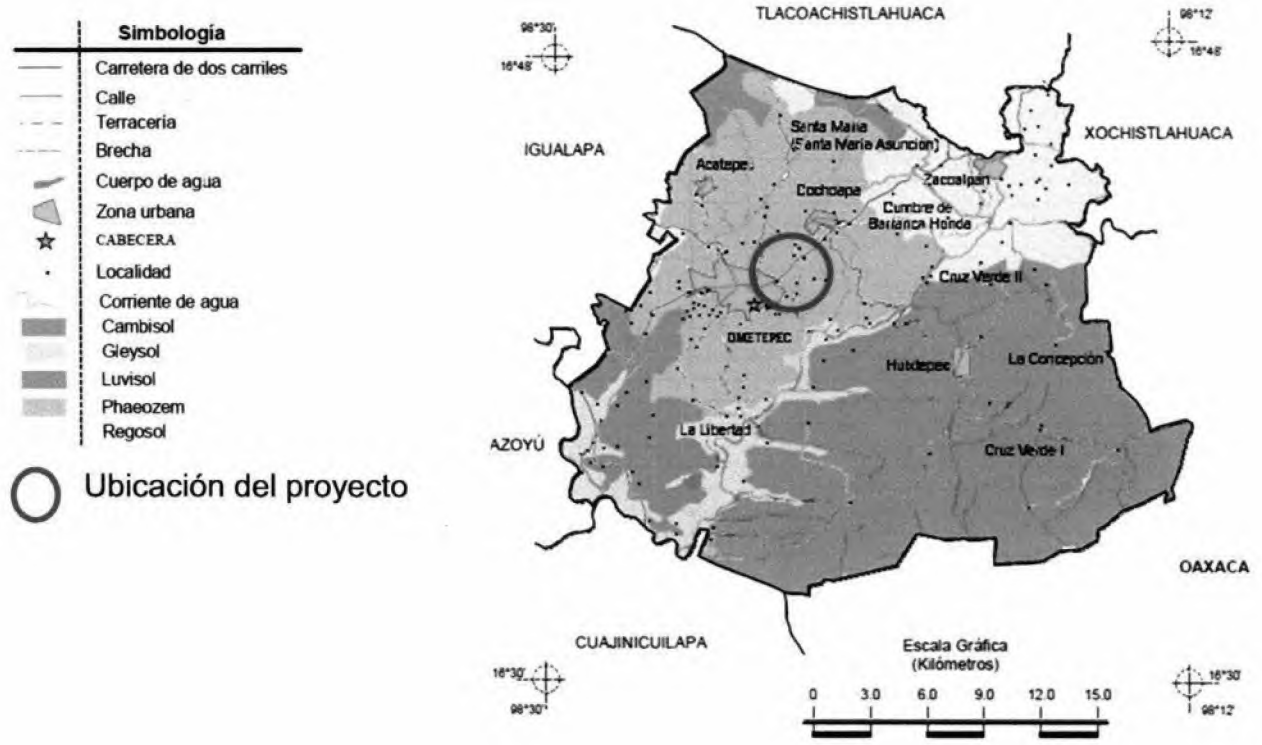 Simbología
Carretera de dos carriles
Calle
Terracería
Brecha
Cuerpo de agua
Zona urbana
CABECERA
Localidad
Corriente de agua
Cambisol
Gleysol
Luvisol
Phaeozem
Regosol
Ubicación del proyecto
TLACOACHISTLAHUACA
98°30'
16°48'
98°12'
16°48'
IGUALAPA
XOCHISTLAHUACA
Santa María
(Santa María Asunción)
Acatepec
Cochoapa
Zacoalpan
Cumbre de
Barranca Honda
Cruz Verde II
OMETEPEC
Huixtepec
La Concepción
La Libertad
AZOYÚ
Cruz Verde I
OAXACA
CUAJINICUILAPA
Escala Gráfica
(Kilómetros)
16°30'
98°30'
16°30'
98°12'
0 3.0 6.0 9.0 12.0 15.0